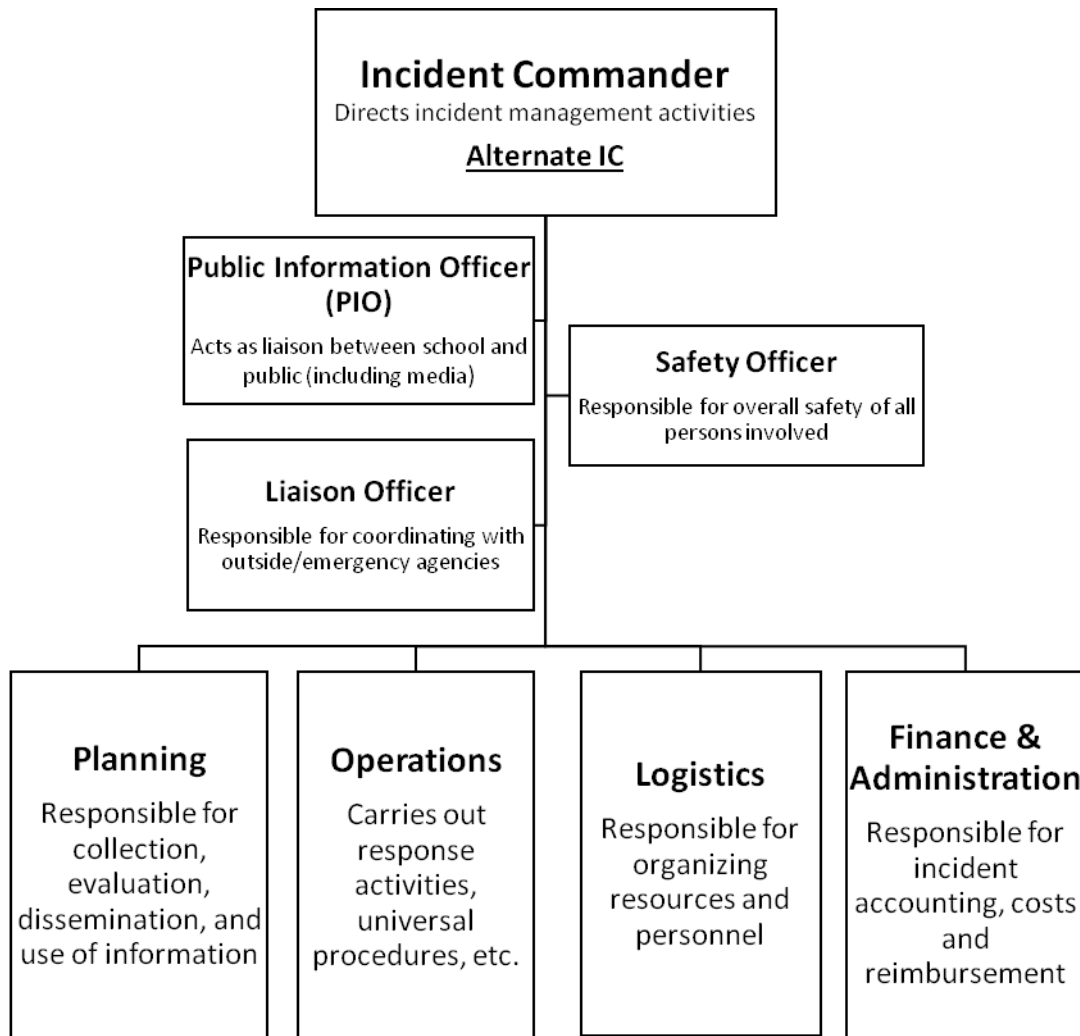 Incident Commander
Directs incident management activities
Alternate IC
Public Information Officer
(PIO)
Acts as liaison between school and
public (including media)
Safety Officer
Responsible for overall safety of all
persons involved
Liaison Officer
Responsible for coordinating with
outside/emergency agencies
Planning
Responsible for
collection,
evaluation,
dissemination, and
use of information
Operations
Carries out
response
activities,
universal
procedures, etc.
Logistics
Responsible for
organizing
resources and
personnel
Finance &
Administration
Responsible for
incident
accounting, costs
and
reimbursement